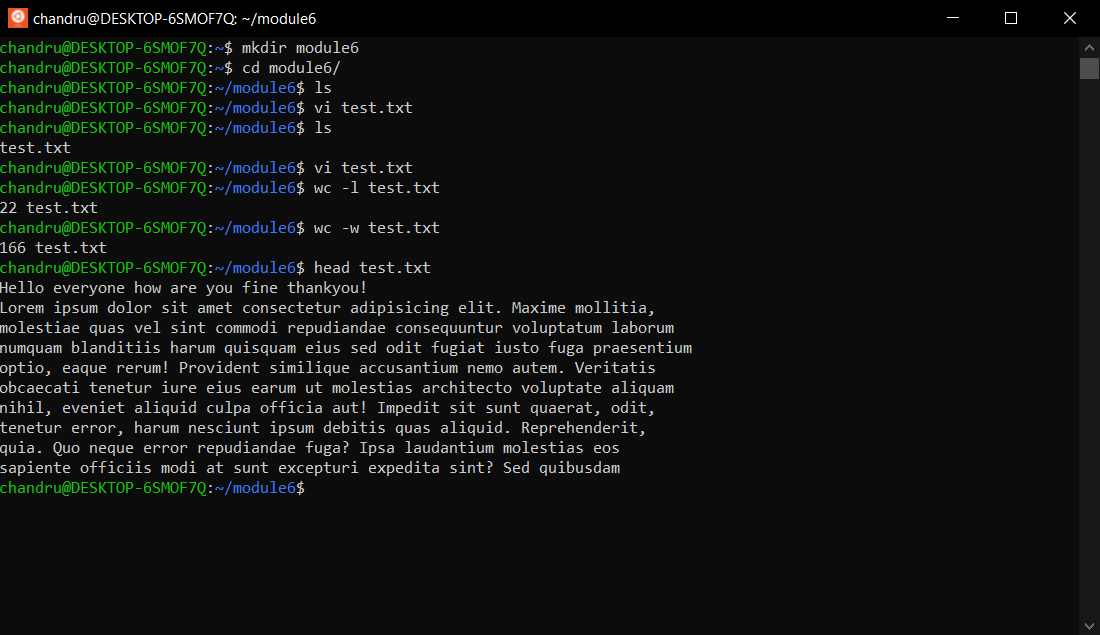 chandru@DESKTOP-6SMOF7Q: ~/module6
chandru@DESKTOP-6SMOF7Q:~$ mkdir module6
chandru@DESKTOP-6SMOF7Q:~$ cd module6/
chandru@DESKTOP-6SMOF7Q:~/module6$ ls
chandru@DESKTOP-6SMOF7Q:~/module6$ vi test.txt
chandru@DESKTOP-6SMOF7Q:~/module6$ ls
test.txt
chandru@DESKTOP-6SMOF7Q:~/module6$ vi test.txt
chandru@DESKTOP-6SMOF7Q:~/module6$ wc -l test.txt
22 test.txt
chandru@DESKTOP-6SMOF7Q:~/module6$ wc -w test.txt
166 test.txt
chandru@DESKTOP-6SMOF7Q:~/module6$ head test.txt
Hello everyone how are you fine thankyou!
Lorem ipsum dolor sit amet consectetur adipisicing elit. Maxime mollitia,
molestiae quas vel sint commodi repudiandae consequuntur voluptatum laborum
numquam blanditiis harum quisquam eius sed odit fugiat iusto fuga praesentium
optio, eaque rerum! Provident similique accusantium nemo autem. Veritatis
obcaecati tenetur iure eius earum ut molestias architecto voluptate aliquam
nihil, eveniet aliquid culpa officia aut! Impedit sit sunt quaerat, odit,
tenetur error, harum nesciunt ipsum debitis quas aliquid. Reprehenderit,
quia. Quo neque error repudiandae fuga? Ipsa laudantium molestias eos
sapiente officiis modi at sunt excepturi expedita sint? Sed quibusdam
chandru@DESKTOP-6SMOF7Q:~/module6$